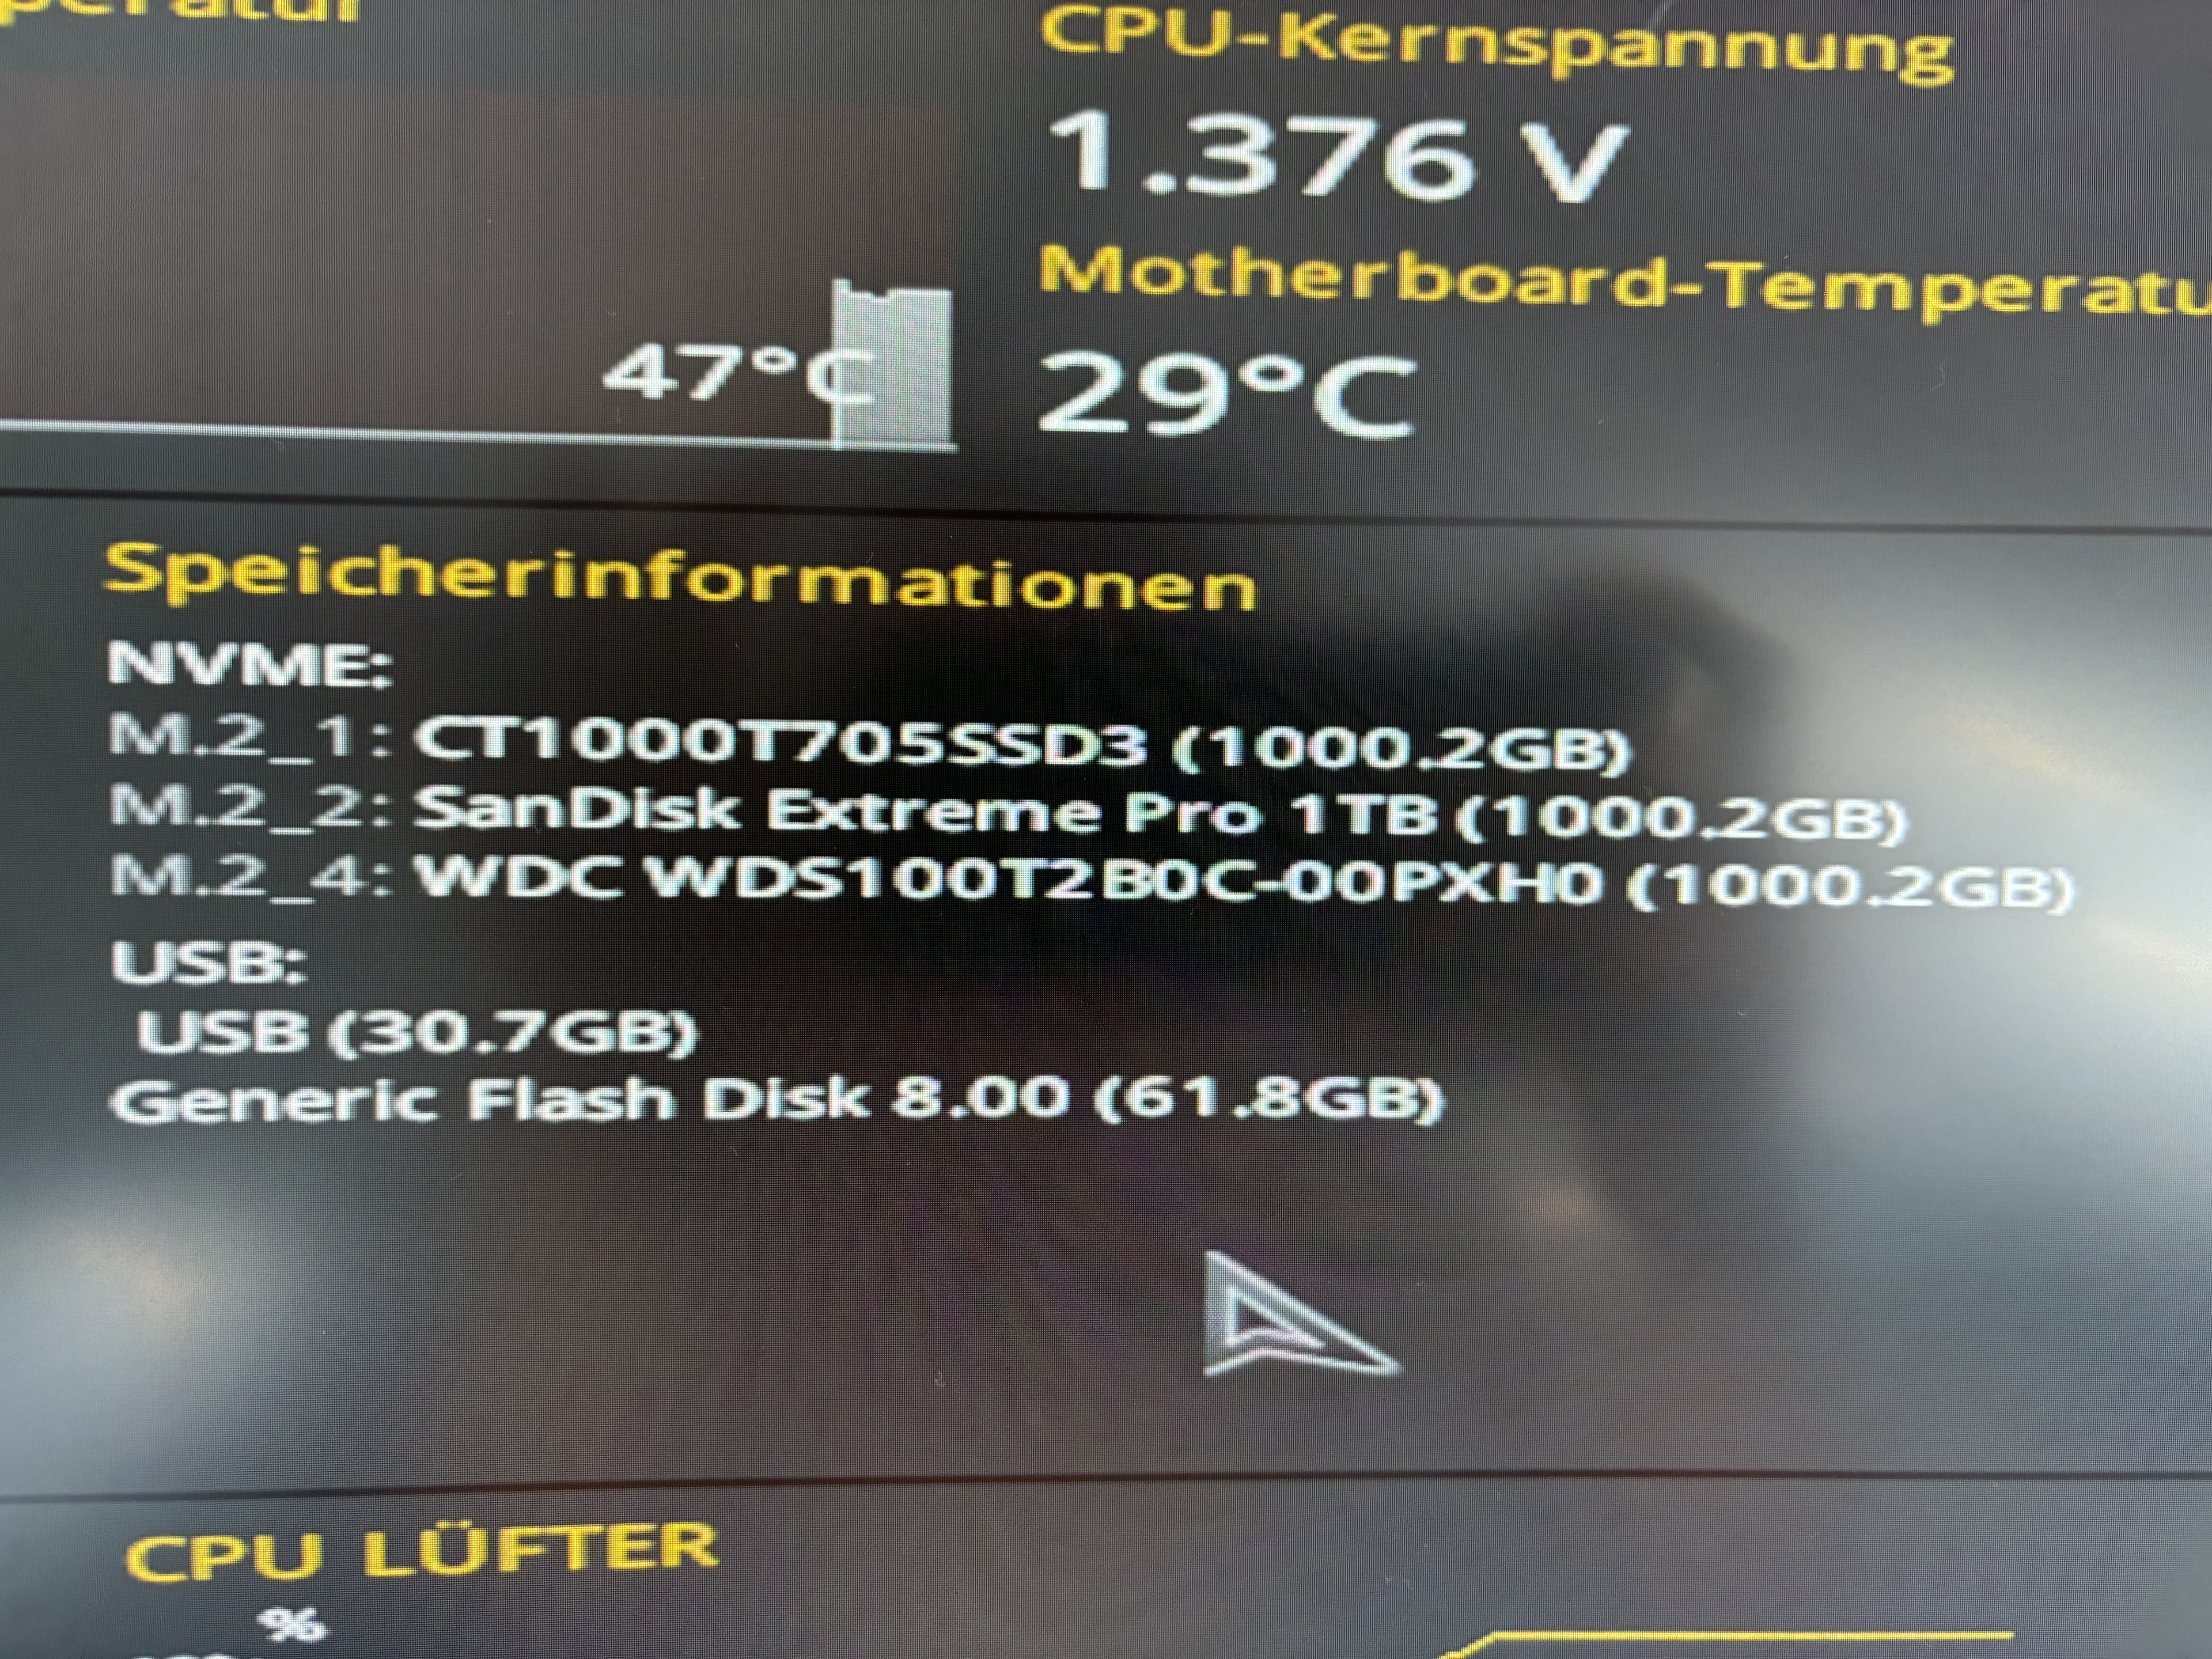 CPU-Kernspannung
1.376 V
Motherboard-Temperatu
47°C
29°C
Speicherinformationen
NVME:
M.2_1: CT1000T705SSD3 (1000.2GB)
M.2_2: SanDisk Extreme Pro 1TB (1000.2GB)
M.2_4: WDC WDS100T2B0C-00PXH0 (1000.2GB)
USB:
USB (30.7GB)
Generic Flash Disk 8.00 (61.8GB)
CPU LÜFTER
%